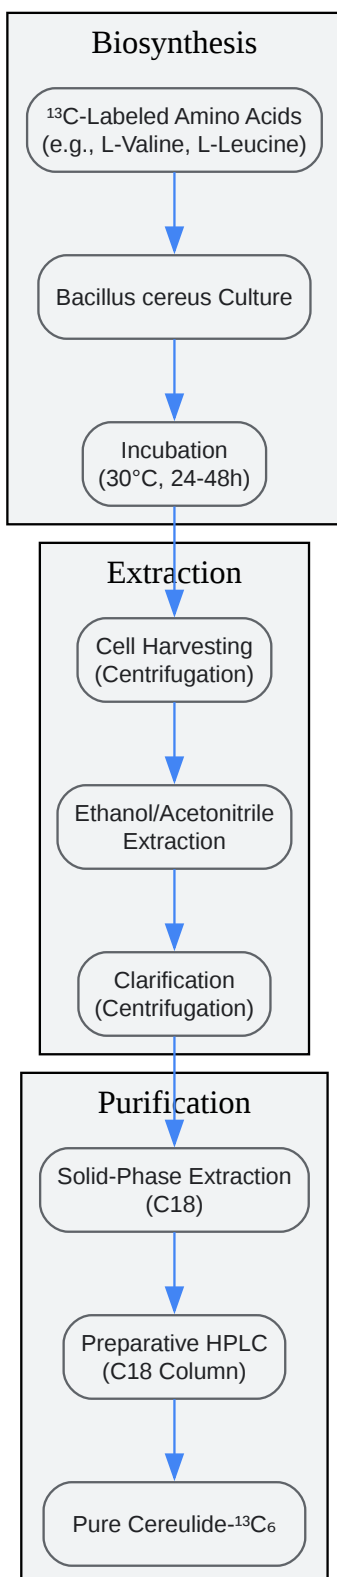 Biosynthesis
¹³C-Labeled Amino Acids
(e.g., L-Valine, L-Leucine)
Bacillus cereus Culture
Incubation
(30°C, 24-48h)
Extraction
Cell Harvesting
(Centrifugation)
Ethanol/Acetonitrile
Extraction
Clarification
(Centrifugation)
Purification
Solid-Phase Extraction
(C18)
Preparative HPLC
(C18 Column)
Pure Cereulide-¹³C₆